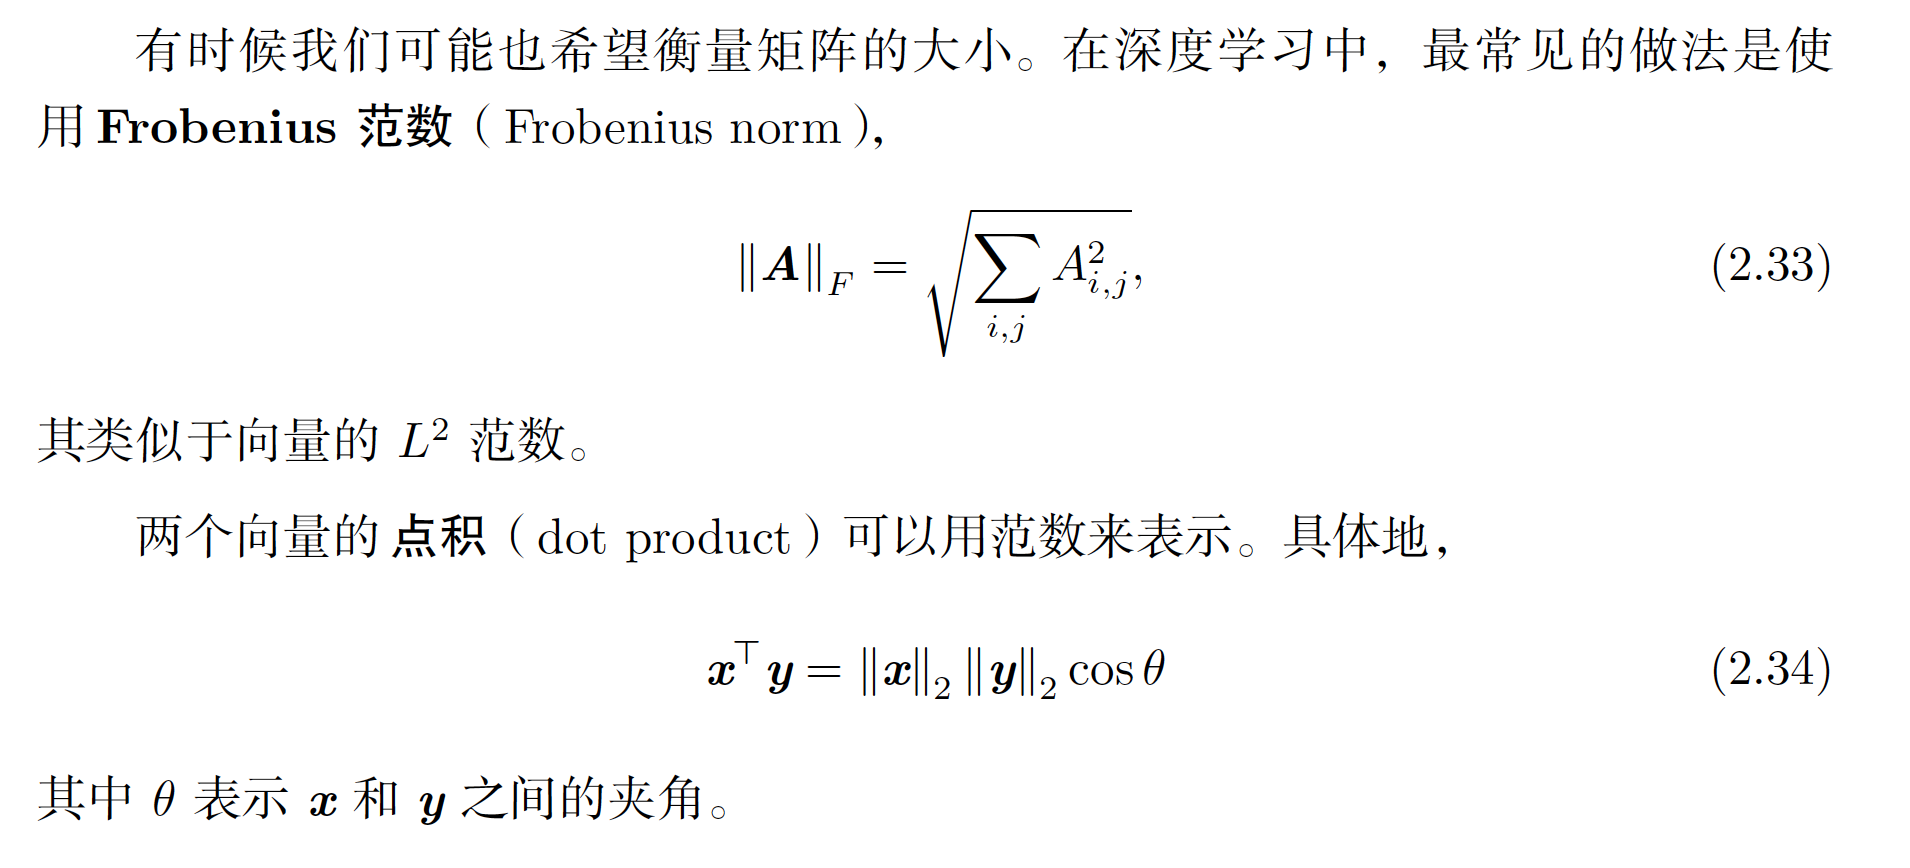 有时候我们可能也希望衡量矩阵的大小。在深度学习中，最常见的做法是使
用 Frobenius 范数（Frobenius norm），
$$\|\boldsymbol{A}\|_F = \sqrt{\sum_{i,j} A_{i,j}^2},$$ (2.33)
其类似于向量的 $L^2$ 范数。
两个向量的 点积（dot product）可以用范数来表示。具体地，
$$\boldsymbol{x}^\top \boldsymbol{y} = \|\boldsymbol{x}\|_2 \|\boldsymbol{y}\|_2 \cos\theta$$ (2.34)
其中 $\theta$ 表示 $\boldsymbol{x}$ 和 $\boldsymbol{y}$ 之间的夹角。